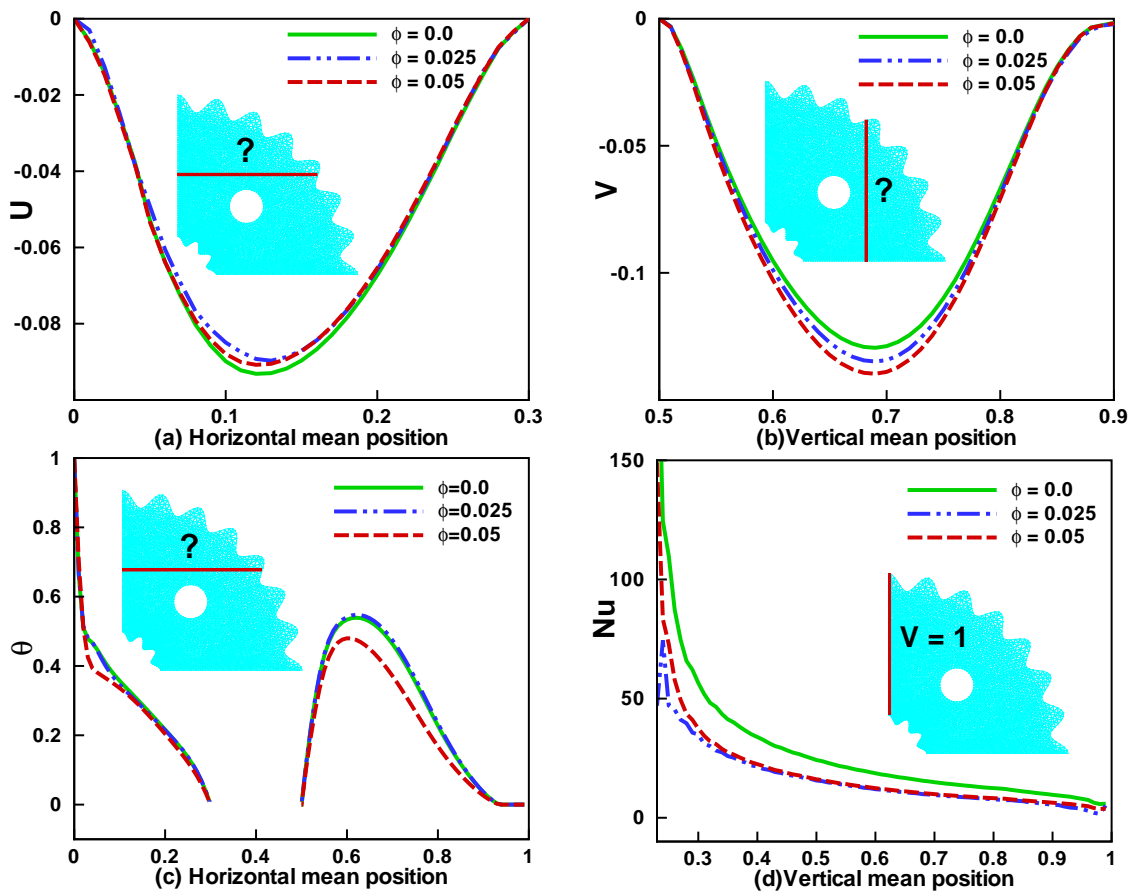 0
-0.02
-0.04
-0.06
-0.08
U
0
0.1
0.2
0.3
ϕ = 0.0
ϕ = 0.025
ϕ = 0.05
?
(a) Horizontal mean position
0
-0.05
-0.1
V
0.5
0.6
0.7
0.8
0.9
ϕ = 0.0
ϕ = 0.025
ϕ = 0.05
?
(b)Vertical mean position
1
1
0.8
0.6
0.4
0.2
0
θ
0
0.2
0.4
0.6
0.8
1
ϕ=0.0
ϕ=0.025
ϕ=0.05
?
(c) Horizontal mean position
150
100
50
0
Nu
0.3
0.4
0.5
0.6
0.7
0.8
0.9
1
ϕ = 0.0
ϕ = 0.025
ϕ = 0.05
V = 1
(d)Vertical mean position